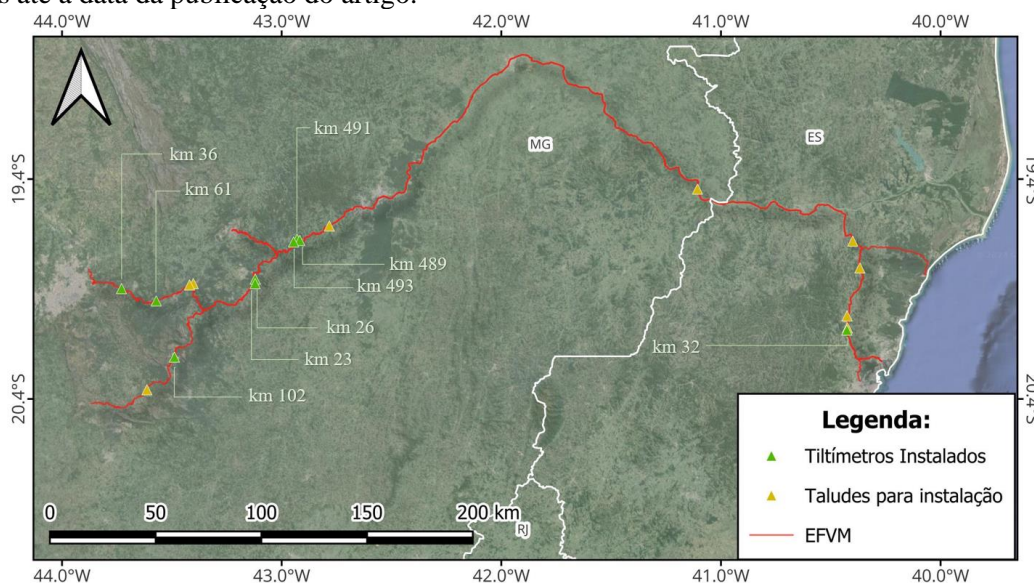 s até a data da publicação do artigo.
44.0°W 43.0°W 42.0°W 41.0°W 40.0°W
km 491
km 36
MG
ES
19.4°S
19.4°S
km 61
km 489
km 493
km 26
km 32
km 23
km 102
20.4°S
20.4°S
Legenda:
Tiltímetros Instalados
Taludes para instalação
EFVM
0 50 100 150 200 km
RJ
44.0°W 43.0°W 42.0°W 41.0°W 40.0°W